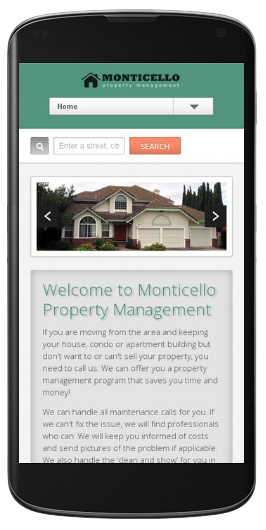 MONTICELLO
property management
Home
Enter a street, cit
SEARCH
Welcome to Monticello
Property Management
If you are moving from the area and keeping
your house, condo or apartment building but
don't want to or can't sell your property, you
need to call us. We can offer you a property
management program that saves you time and
money!
We can handle all maintenance calls for you. If
we can't fix the issue, we will find professionals
who can. We will keep you informed of costs
and send pictures of the problem if applicable.
We also handle the 'clean and show' for you in